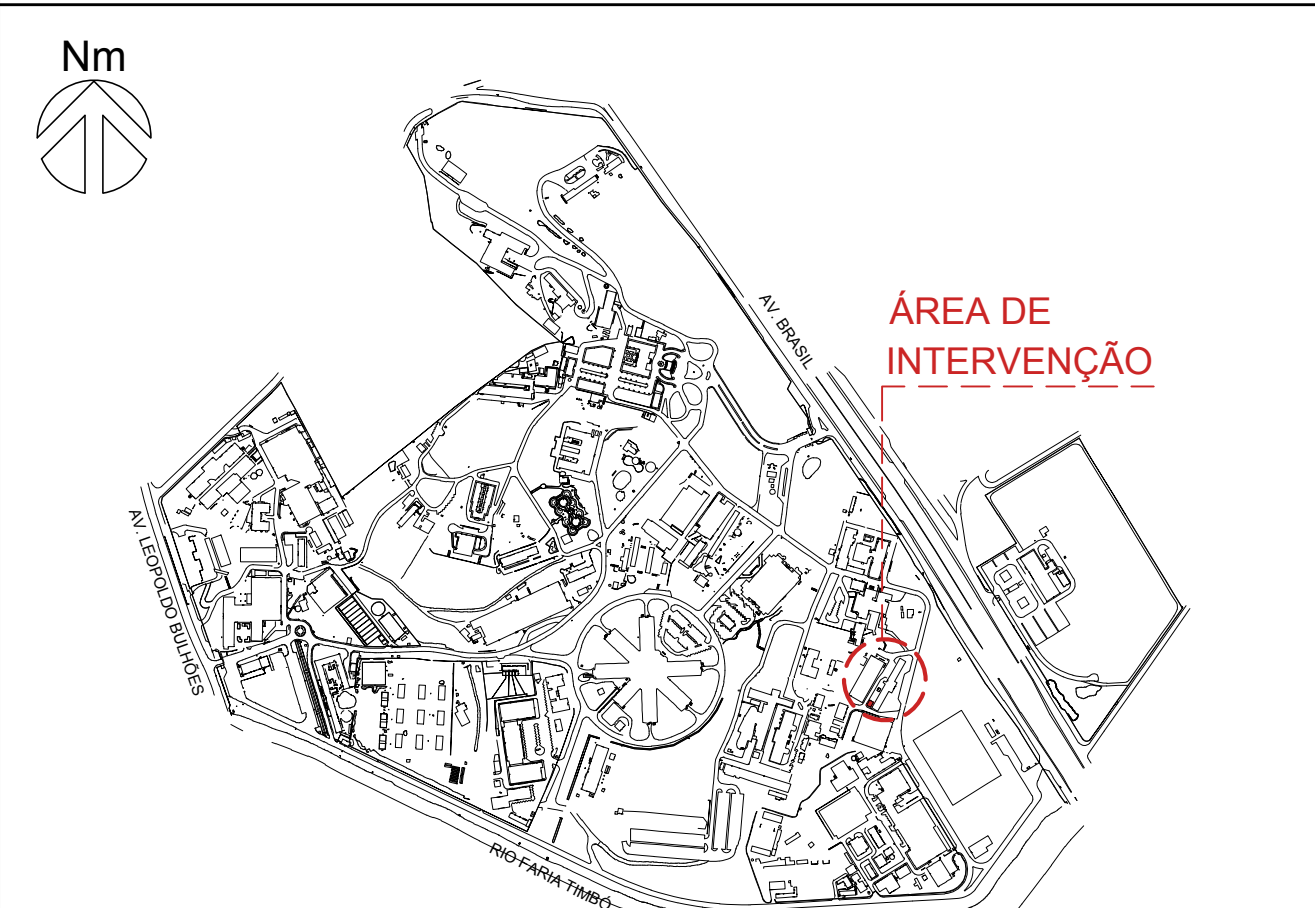 Nm
AV. BRASIL
ÁREA DE
INTERVENÇÃO
AV. LEOPOLDO BULHÕES
RIO FARIA TIMBÓ